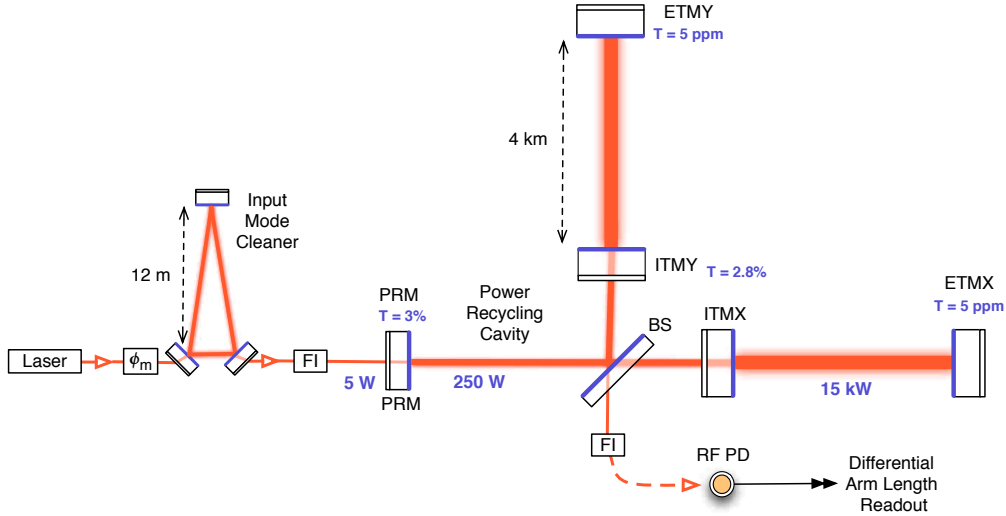 ETMY
T = 5 ppm
4 km
Input
Mode
Cleaner
12 m
ITMY
T = 2.8%
PRM
T = 3%
Power
Recycling
Cavity
BS
ITMX
ETMX
T = 5 ppm
Laser
ϕm
FI
5 W
PRM
250 W
15 kW
FI
RF PD
Differential
Arm Length
Readout